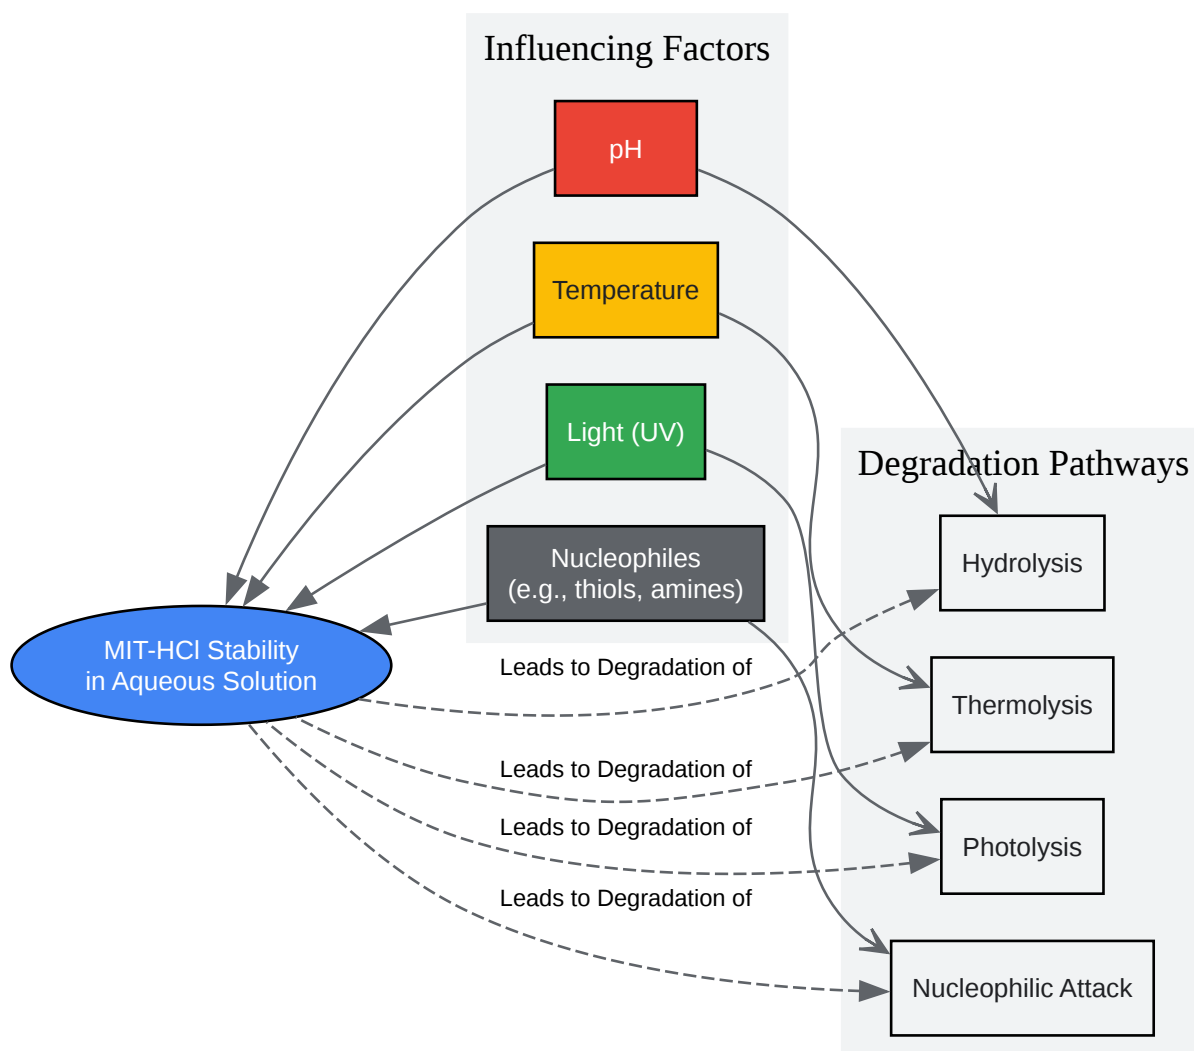 Influencing Factors
pH
Temperature
Light (UV)
Nucleophiles
(e.g., thiols, amines)
MIT-HCl Stability
in Aqueous Solution
Leads to Degradation of
Leads to Degradation of
Leads to Degradation of
Leads to Degradation of
Degradation Pathways
Hydrolysis
Thermolysis
Photolysis
Nucleophilic Attack